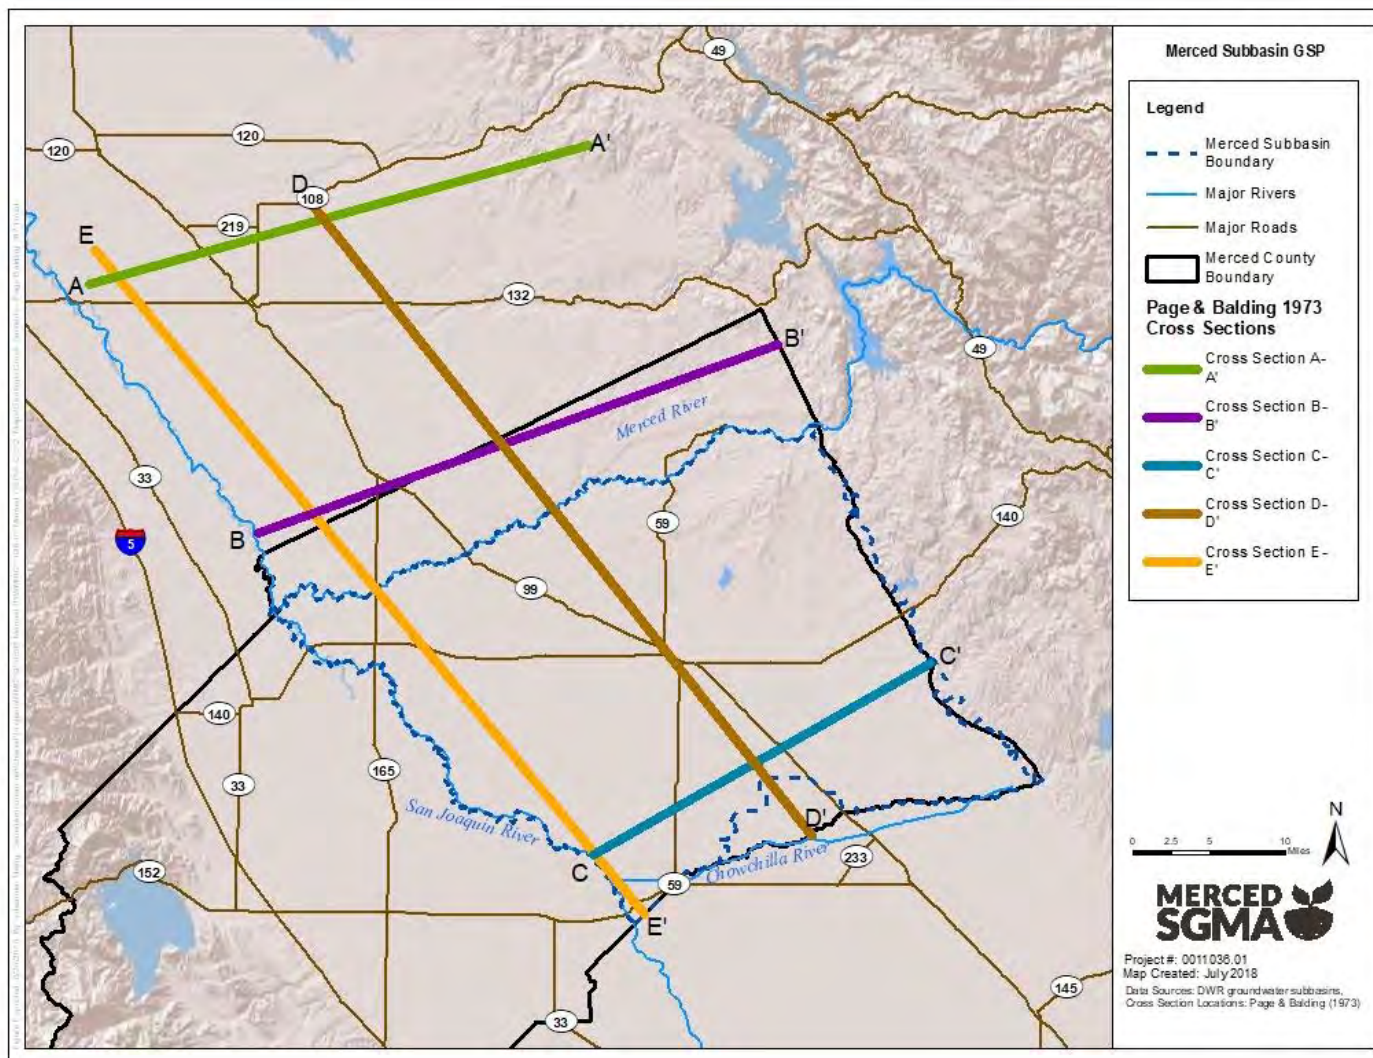 49
120
120
A'
D
108
219
E
A
132
B'
49
Merced River
33
59
140
B
5
99
C'
140
165
33
San Joaquin River
D'
C
Chowchilla River
233
152
59
E'
145
33
Merced Subbasin GSP
Legend
Merced Subbasin
Boundary
Major Rivers
Major Roads
Merced County
Boundary
Page & Balding 1973
Cross Sections
Cross Section A-
A'
Cross Section B-
B'
Cross Section C-
C'
Cross Section D-
D'
Cross Section E-
E'
N
0 2.5 5 10
Miles
MERCED
SGMA
Project #: 0011036.01
Map Created: July 2018
Data Sources: DWR groundwater subbasins,
Cross Section Locations: Page & Balding (1973)